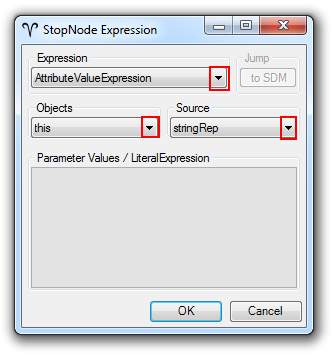 StopNode Expression
Expression
Jump
AttributeValueExpression
to SDM
Objects
Source
this
stringRep
Parameter Values / LiteralExpression
OK
Cancel